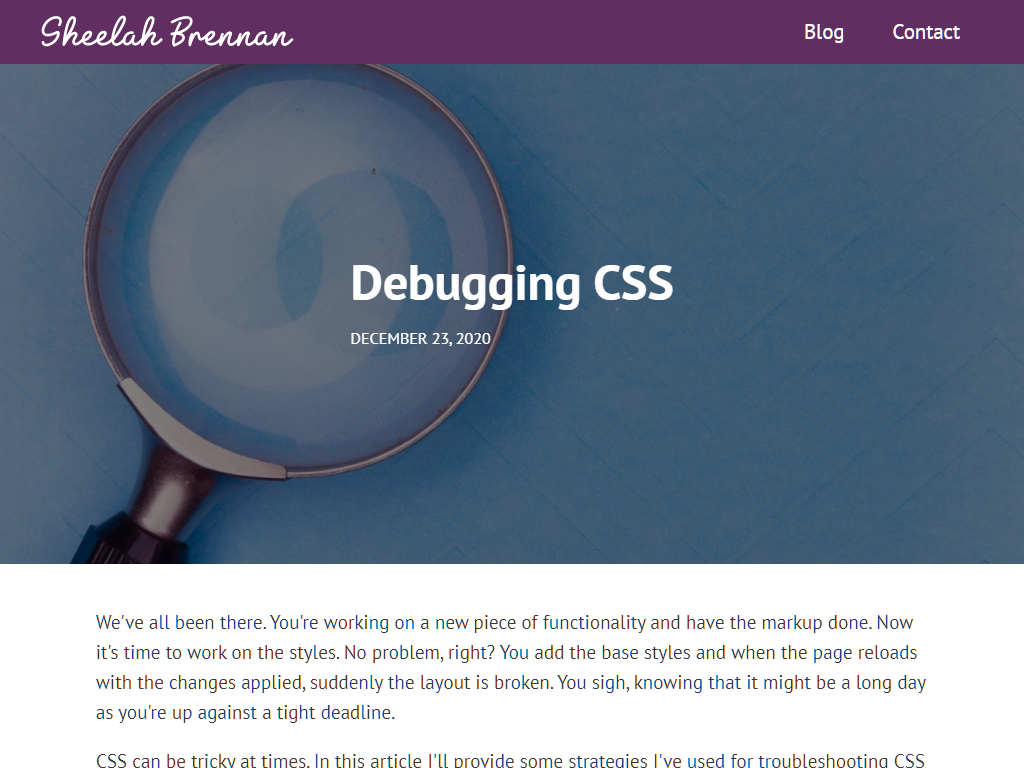 Sheelah Brennan
Blog
Contact
Debugging CSS
DECEMBER 23, 2020
We've all been there. You're working on a new piece of functionality and have the markup done. Now
it's time to work on the styles. No problem, right? You add the base styles and when the page reloads
with the changes applied, suddenly the layout is broken. You sigh, knowing that it might be a long day
as you're up against a tight deadline.
CSS can be tricky at times. In this article I'll provide some strategies I've used for troubleshooting CSS